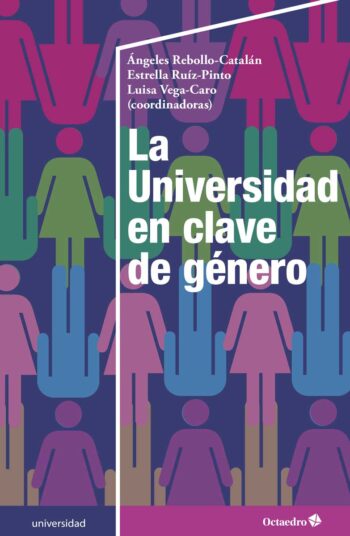 Ángeles Rebollo-Catalán
Estrella Ruíz-Pinto
Luisa Vega-Caro
(coordinadoras)
La
Universidad
en clave
de género
universidad
Octaedro